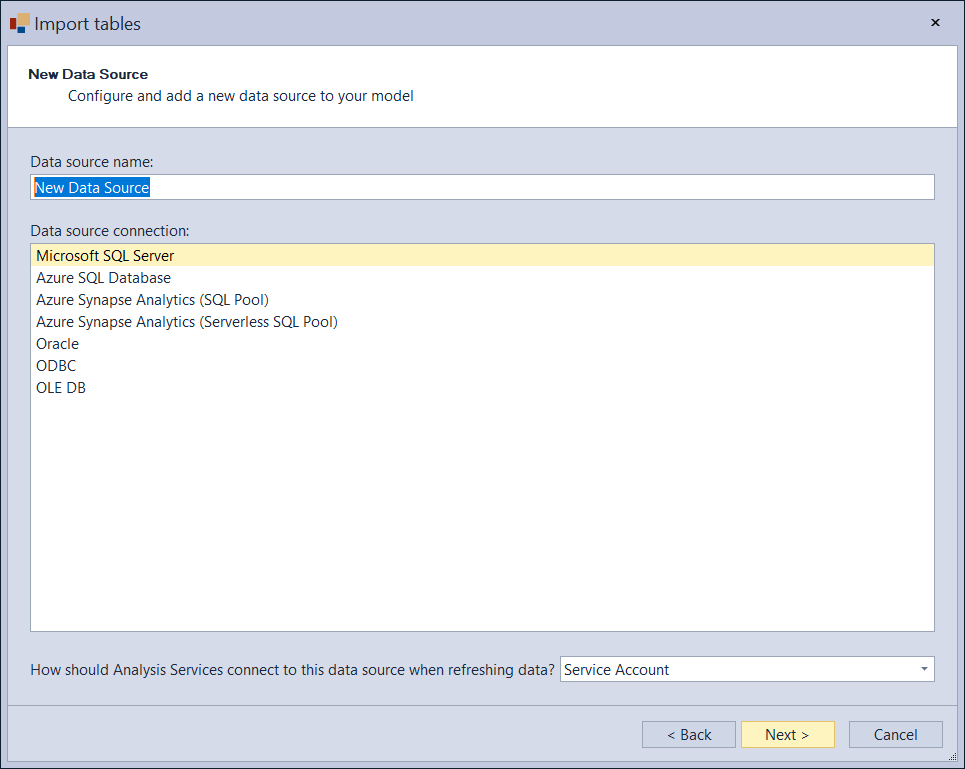 Import tables
New Data Source
Configure and add a new data source to your model
Data source name:
New Data Source
Data source connection:
Microsoft SQL Server
Azure SQL Database
Azure Synapse Analytics (SQL Pool)
Azure Synapse Analytics (Serverless SQL Pool)
Oracle
ODBC
OLE DB
How should Analysis Services connect to this data source when refreshing data? Service Account
< Back Next > Cancel